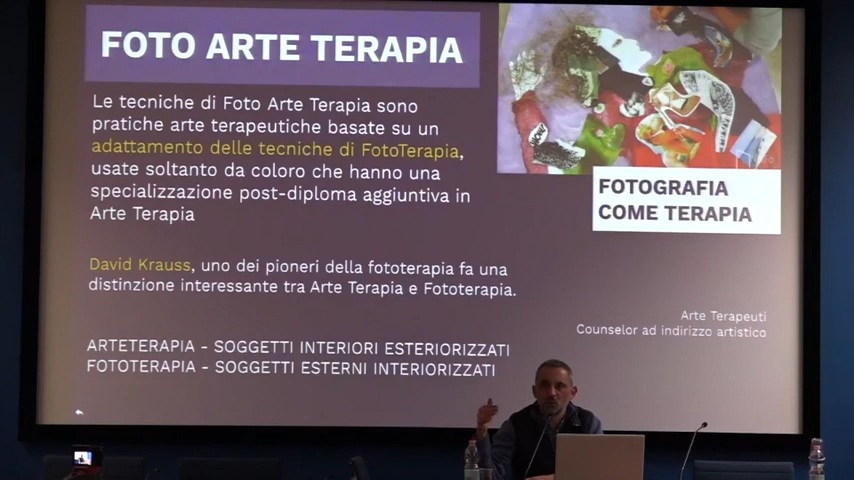 FOTO ARTE TERAPIA
Le tecniche di Foto Arte Terapia sono
pratiche arte terapeutiche basate su un
adattamento delle tecniche di FotoTerapia,
usate soltanto da coloro che hanno una
specializzazione post-diploma aggiuntiva in
Arte Terapia
FOTOGRAFIA
COME TERAPIA
David Krauss, uno dei pioneri della fototerapia fa una
distinzione interessante tra Arte Terapia e Fototerapia.
Arte Terapeuti
Counselor ad indirizzo artistico
ARTETERAPIA - SOGGETTI INTERIORI ESTERIORIZZATI
FOTOTERAPIA - SOGGETTI ESTERNI INTERIORIZZATI